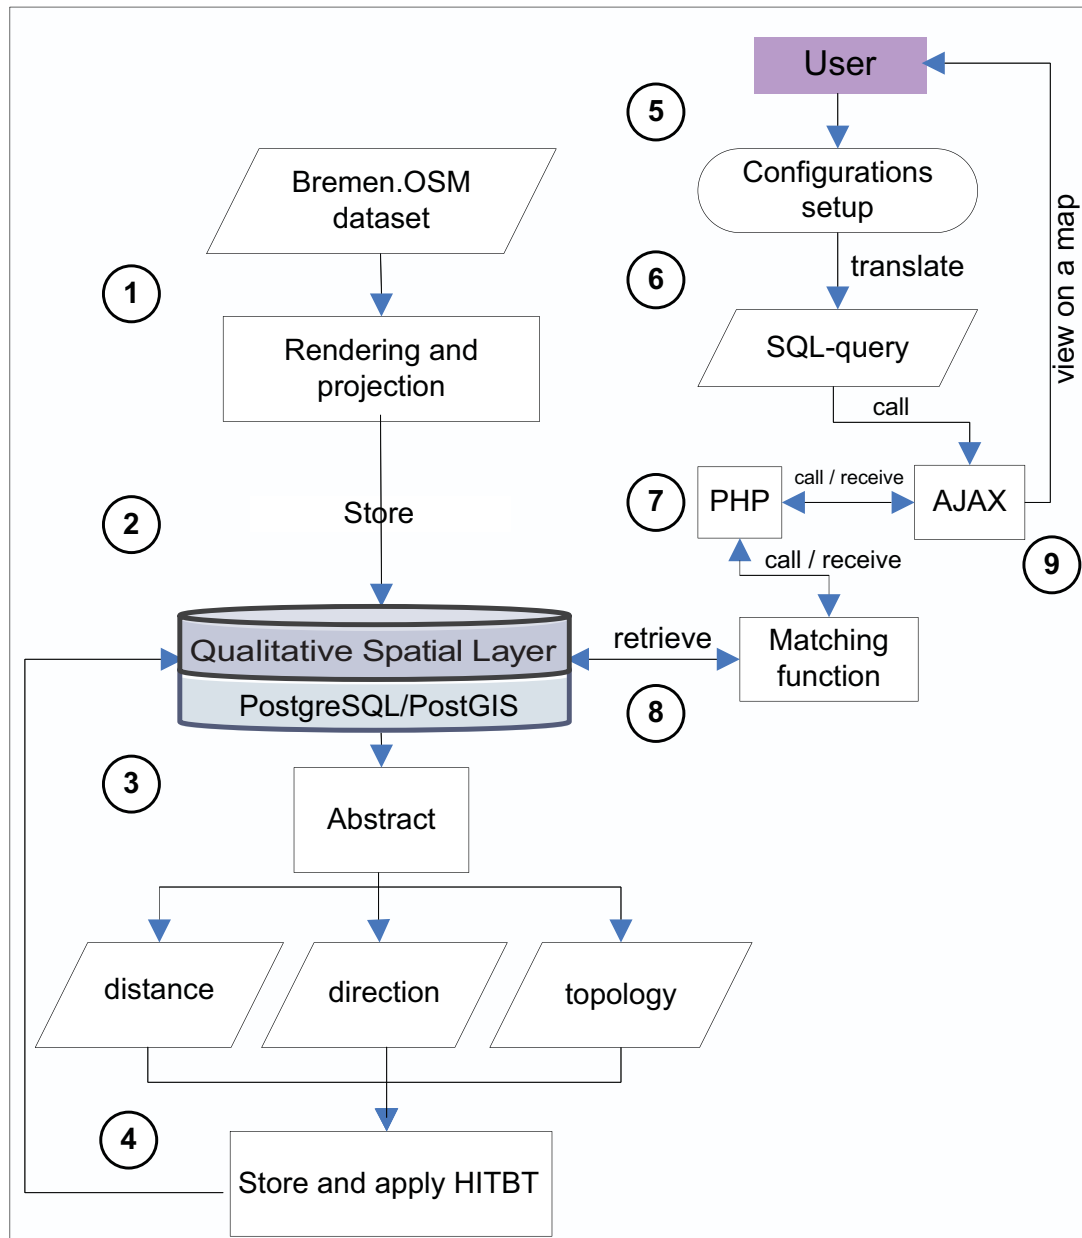 Bremen.OSM
dataset
1
Rendering and
projection
2
Store
Qualitative Spatial Layer
PostgreSQL/PostGIS
3
Abstract
distance
direction
topology
4
Store and apply HITBT
User
5
Configurations
setup
6
translate
SQL-query
call
view on a map
7
PHP
call / receive
AJAX
9
call / receive
retrieve
Matching
function
8